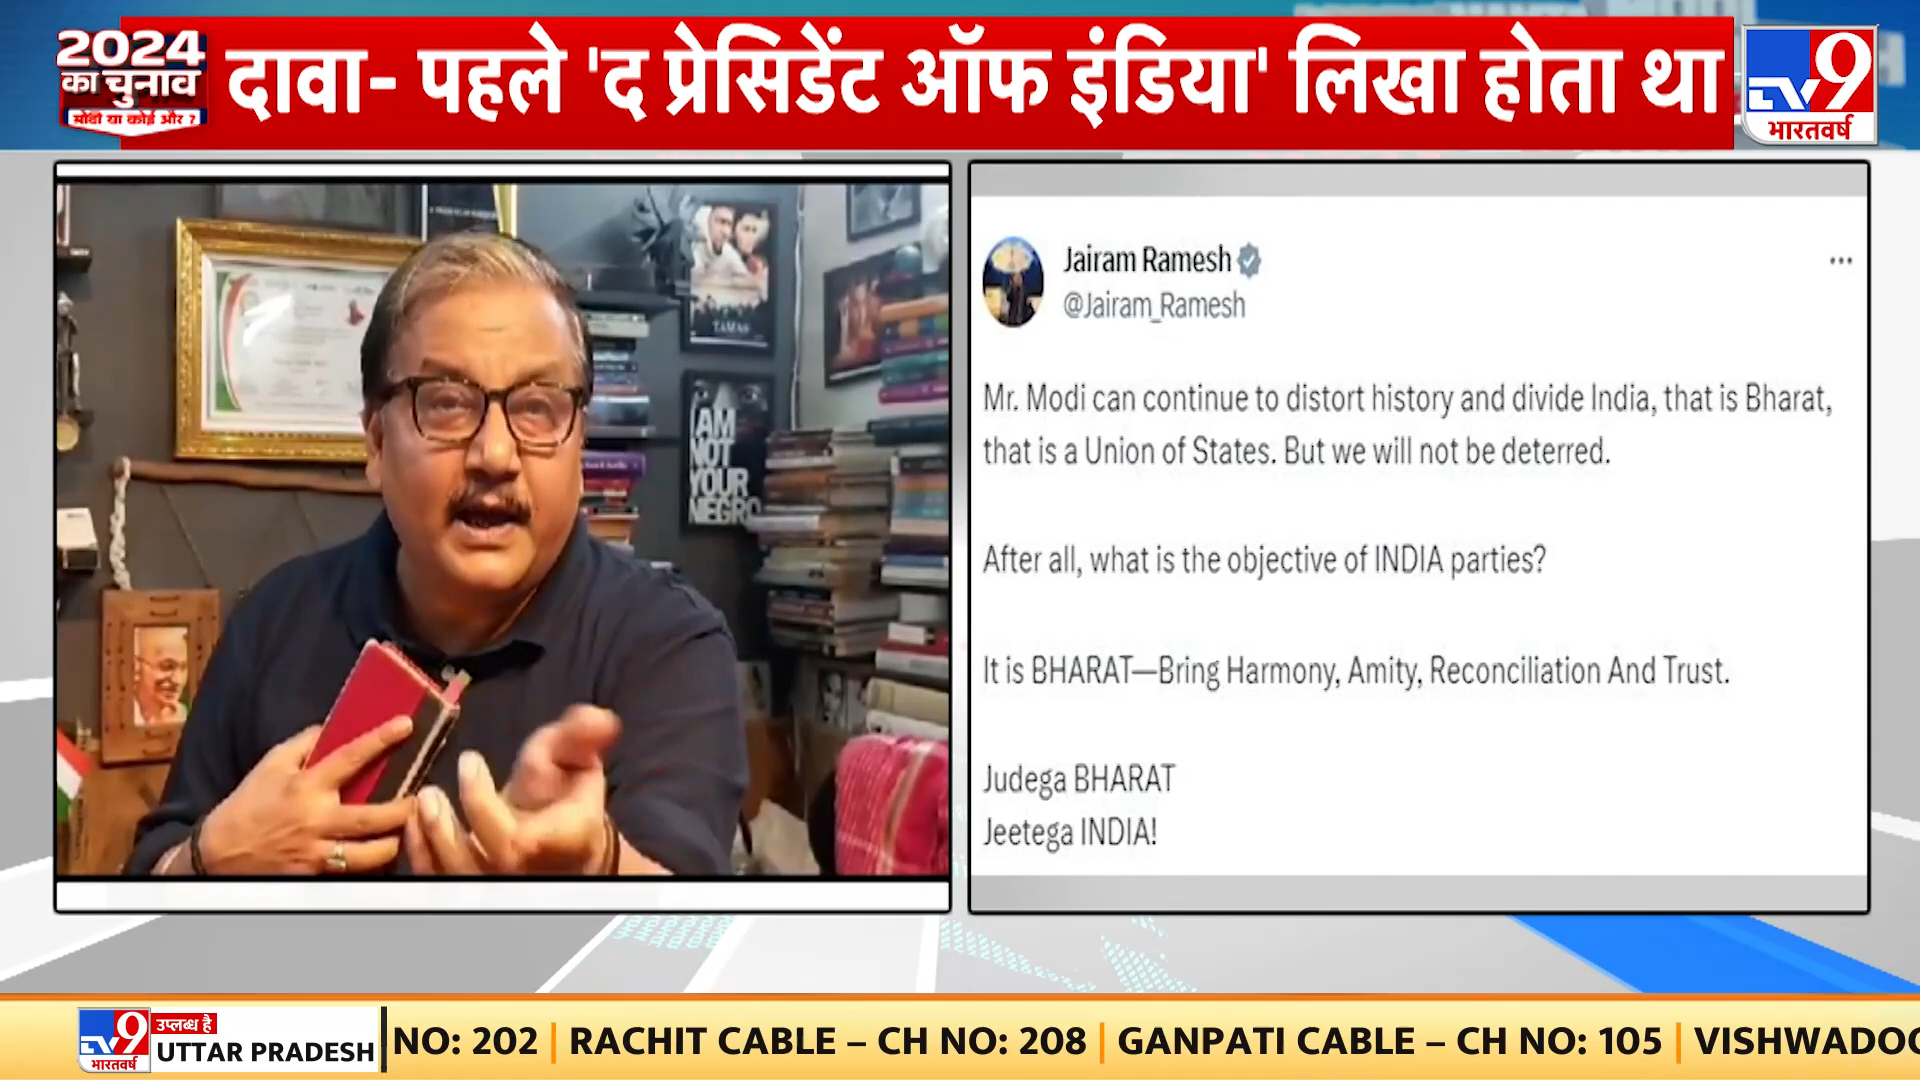 2024
का चुनाव
मोदी या कोई और ?
दावा- पहले 'द प्रेसिडेंट ऑफ इंडिया' लिखा होता था
TV9
भारतवर्ष
TAMAS
I AM
NOT
YOUR
NEGRO
Jairam Ramesh
@Jairam_Ramesh
Mr. Modi can continue to distort history and divide India, that is Bharat,
that is a Union of States. But we will not be deterred.
After all, what is the objective of INDIA parties?
It is BHARAT—Bring Harmony, Amity, Reconciliation And Trust.
Judega BHARAT
Jeetega INDIA!
TV9
भारतवर्ष
उप्लब्ध है
UTTAR PRADESH
NO: 202 | RACHIT CABLE – CH NO: 208 | GANPATI CABLE – CH NO: 105 | VISHWADO